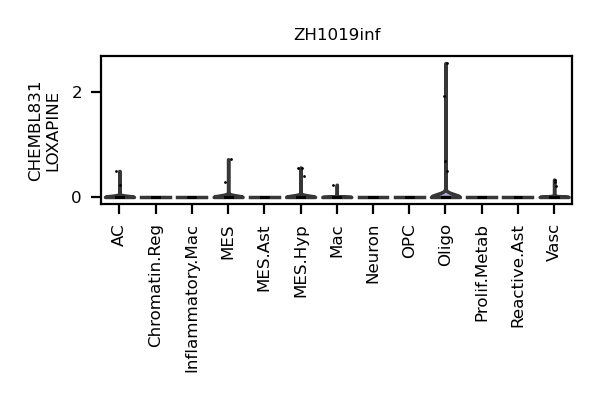 ZH1019inf
CHEMBL831
LOXAPINE
2
0
AC
Chromatin.Reg
Inflammatory.Mac
MES
MES.Ast
MES.Hyp
Mac
Neuron
OPC
Oligo
Prolif.Metab
Reactive.Ast
Vasc